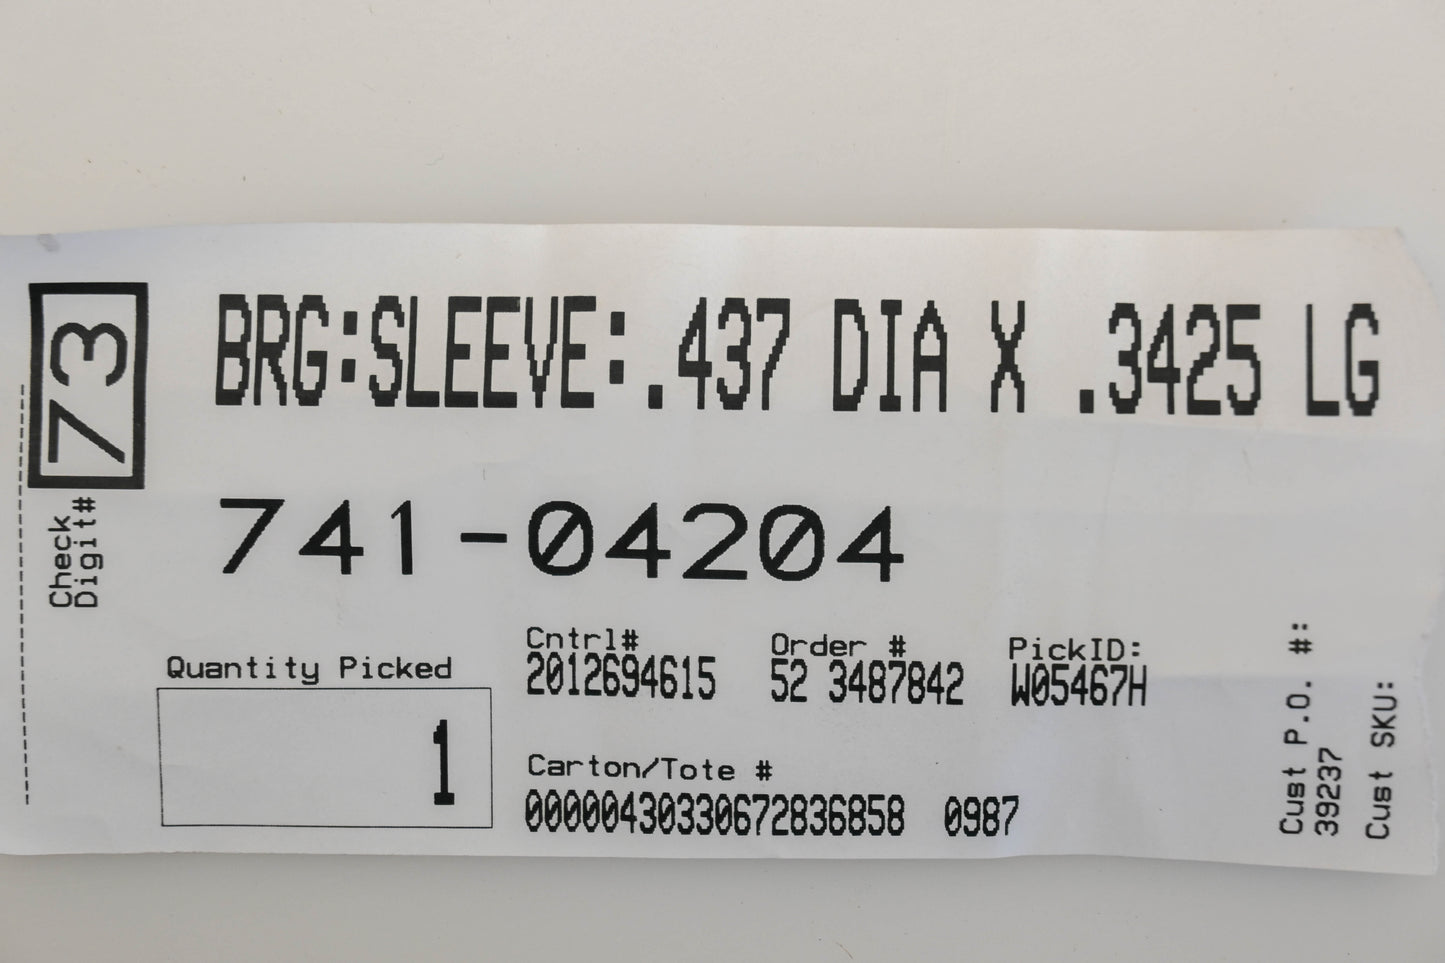 73
Check
Digit#
BRG:SLEEVE:.437 DIA X .3425 LG
741-04204
Quantity Picked
1
Cntrl#
2012694615
Order #
52 3487842
PickID:
W05467H
Carton/Tote #
00000430330672836858 0987
Cust P.O. #:
39237
Cust SKU: